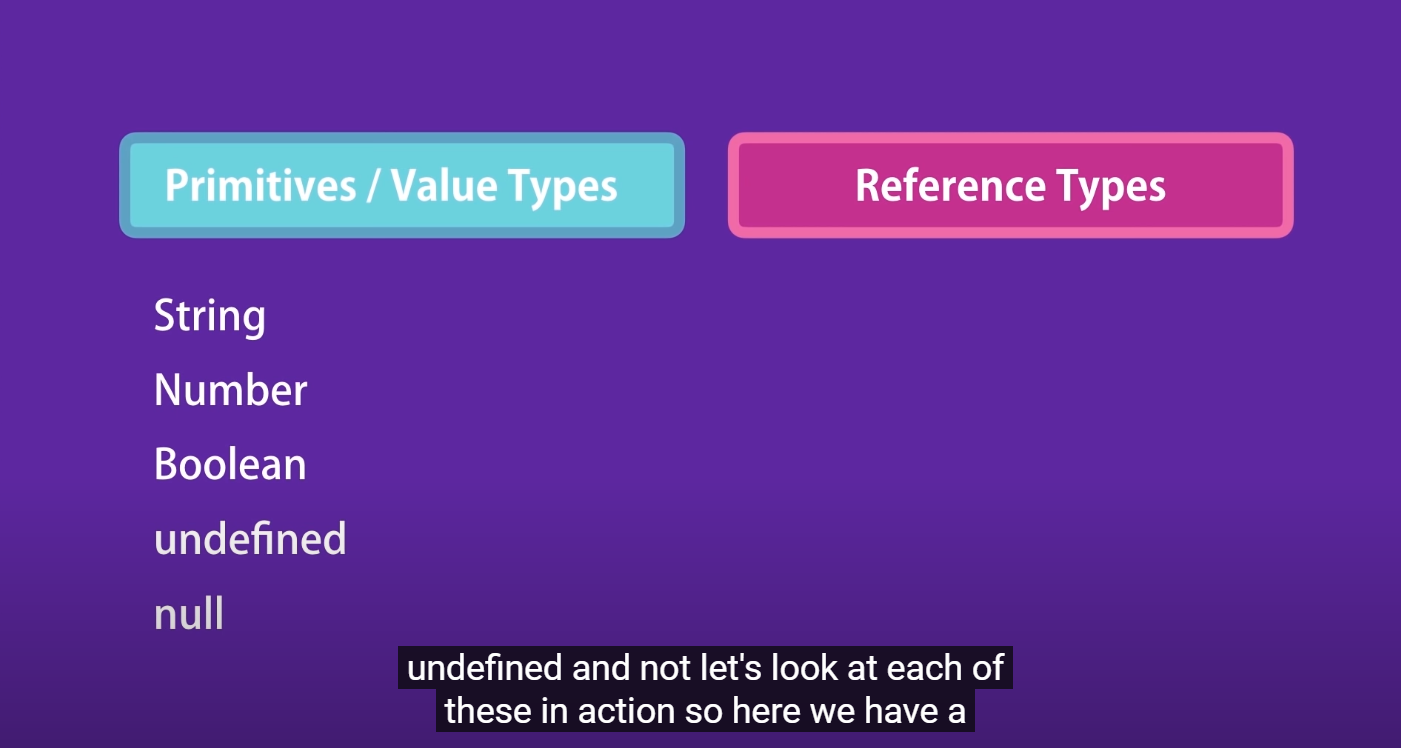 Primitives / Value Types
Reference Types
String
Number
Boolean
undefined
null
undefined and not let's look at each of
these in action so here we have a